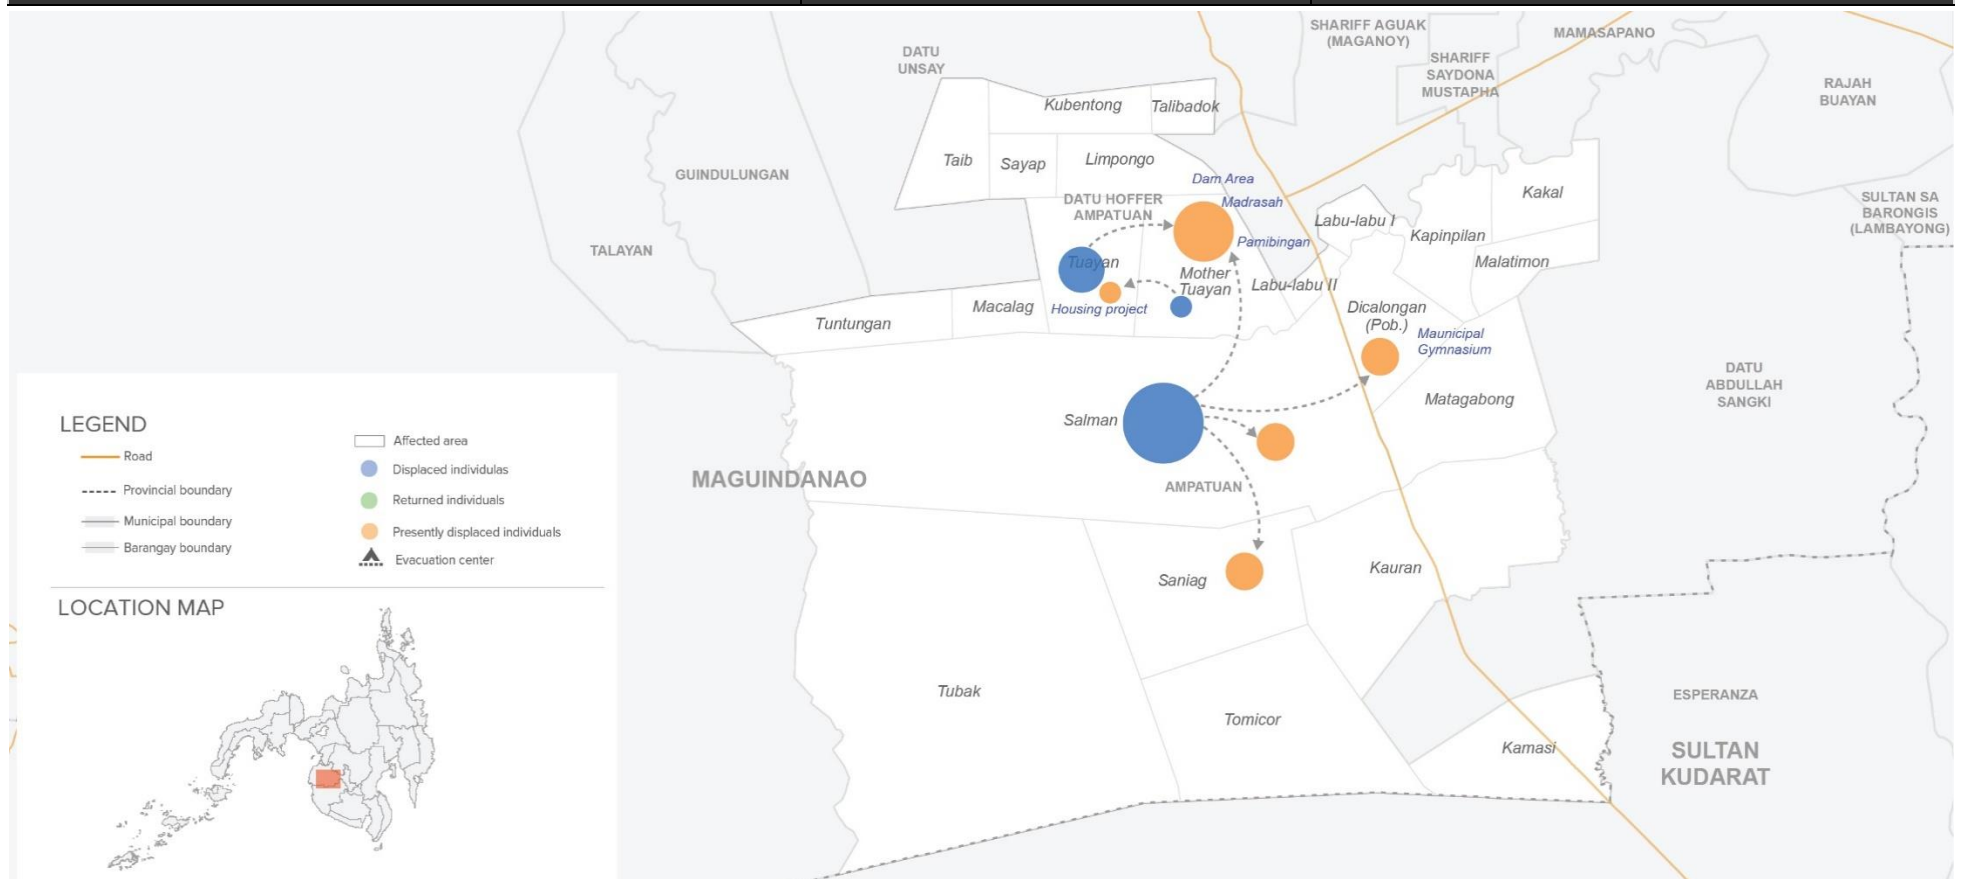 DATU
UNSAY
SHARIFF AGUAK
(MAGANOY)
SHARIFF
SAYDONA
MUSTAPHA
MAMASAPANO
RAJAH
BUAYAN
GUINDULUNGAN
TALAYAN
Kubentong
Talibadok
Taib
Sayap
Limpongo
DATU HOFFER
AMPATUAN
Dam Area
Madrasah
Pamibingan
Labu-labu I
Kapinpilan
Kakal
Malatimon
SULTAN SA
BARONGIS
(LAMBAYONG)
Tuayan
Mother
Tuayan
Labu-labu II
Housing project
Macalag
Tuntungan
Dicalongan
(Pob.)
Maunicipal
Gymnasium
Matagabong
DATU
ABDULLAH
SANGKI
Salman
MAGUINDANAO
AMPATUAN
Saniag
Kauran
Tubak
Tomicor
Kamasi
ESPERANZA
SULTAN
KUDARAT
LEGEND
Road
Provincial boundary
Municipal boundary
Barangay boundary
Affected area
Displaced individulas
Returned individuals
Presently displaced individuals
Evacuation center
LOCATION MAP